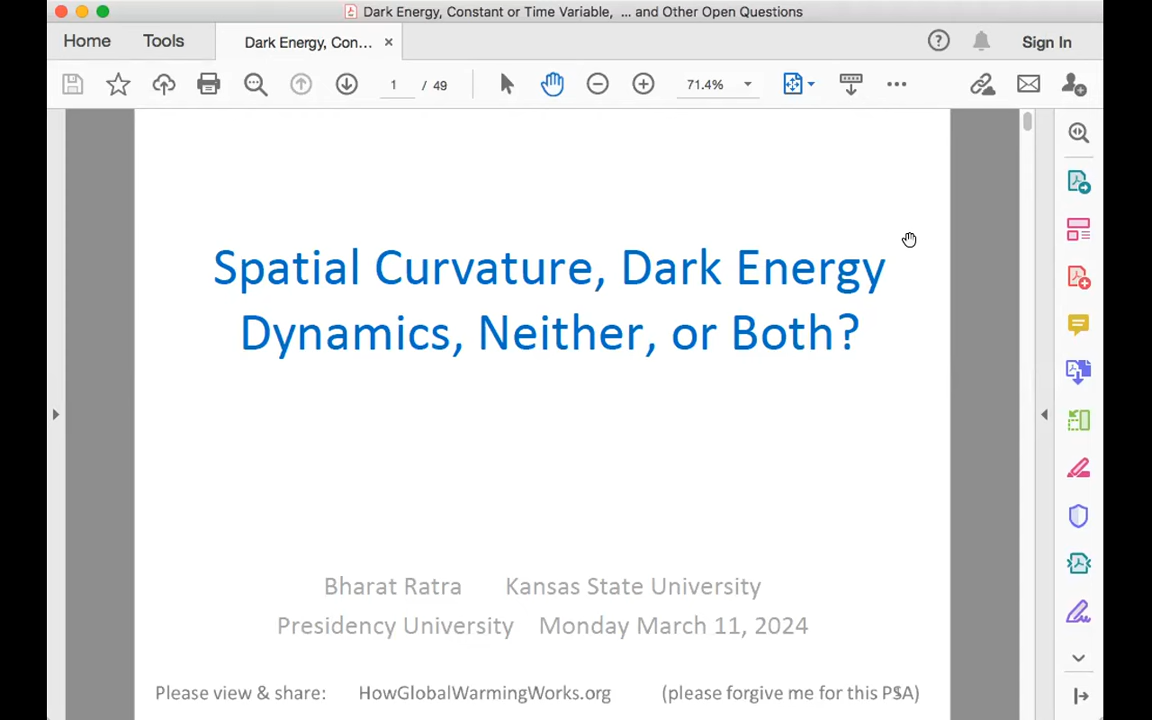 Dark Energy, Constant or Time Variable, ... and Other Open Questions
Home Tools Dark Energy, Con... × Sign In
1 / 49 71.4%
Spatial Curvature, Dark Energy
Dynamics, Neither, or Both?
Bharat Ratra Kansas State University
Presidency University Monday March 11, 2024
Please view & share: HowGlobalWarmingWorks.org (please forgive me for this PSA)